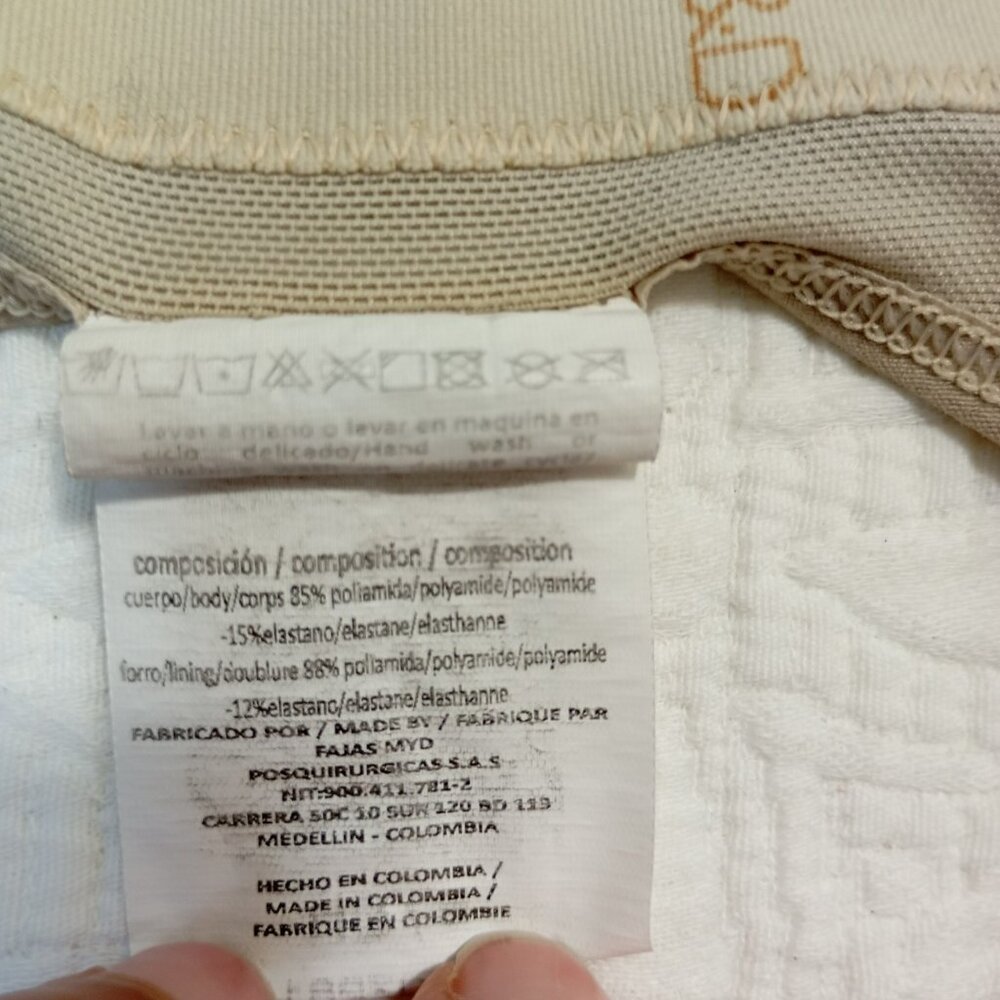 Lavar a mano o lavar en maquina en
ciclo delicado/Hand wash or
composición / composition / composition
cuerpo/body/corps 85% poliamida/polyamide/polyamide
-15%elastano/elastane/elasthanne
forro/lining/doublure 88% poliamida/polyamide/polyamide
-12%elastano/elastane/elasthanne
FABRICADO POR / MADE BY / FABRIQUE PAR
FAJAS MYD
POSQUIRURGICAS S.A.S
NIT:900.411.781-2
CARRERA 50C 10 SUR 120 BD 119
MEDELLIN - COLOMBIA
HECHO EN COLOMBIA /
MADE IN COLOMBIA /
FABRIQUE EN COLOMBIE